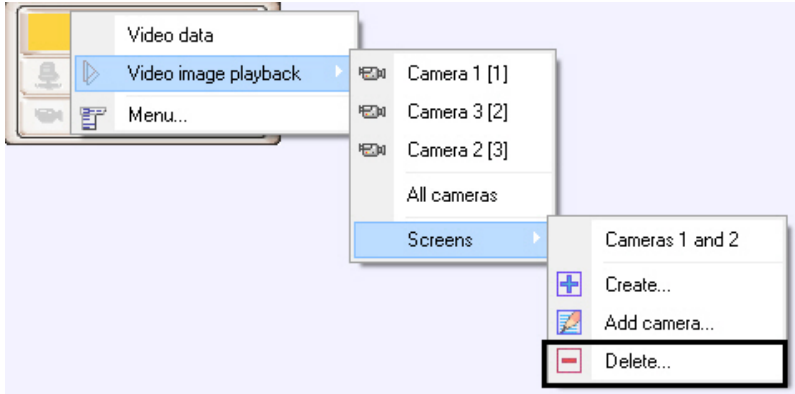 Video data
Video image playback
Menu...
Camera 1 [1]
Camera 3 [2]
Camera 2 [3]
All cameras
Screens
Cameras 1 and 2
Create...
Add camera...
Delete...